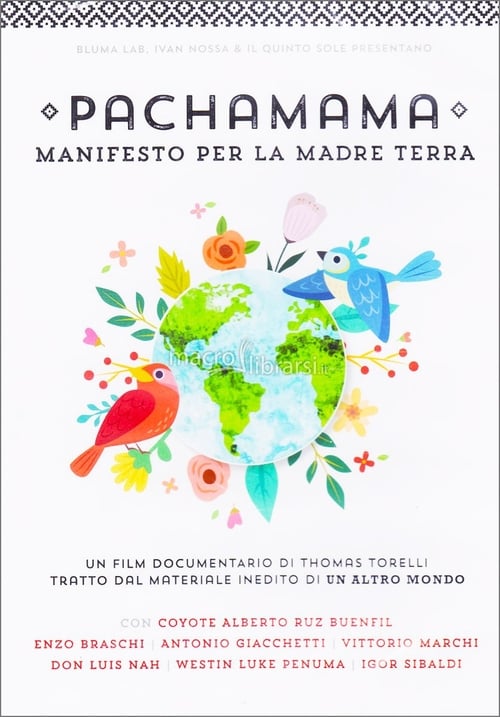 BLUMA LAB, IVAN NOSSA & IL QUINTO SOLE PRESENTANO
PACHAMAMA
MANIFESTO PER LA MADRE TERRA
macrolibrarsi.it
UN FILM DOCUMENTARIO DI THOMAS TORELLI
TRATTO DAL MATERIALE INEDITO DI UN ALTRO MONDO
CON COYOTE ALBERTO RUZ BUENFIL
ENZO BRASCHI | ANTONIO GIACCHETTI | VITTORIO MARCHI
DON LUIS NAH | WESTIN LUKE PENUMA | IGOR SIBALDI